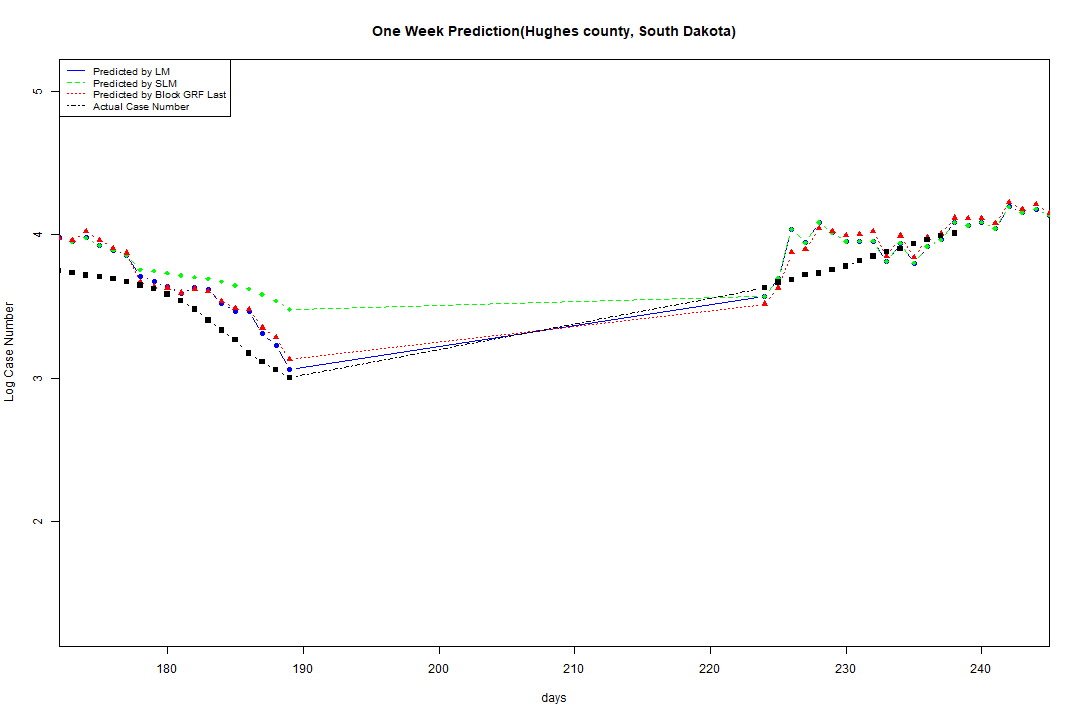 One Week Prediction(Hughes county, South Dakota)
Predicted by LM
Predicted by SLM
Predicted by Block GRF Last
Actual Case Number
5
4
3
2
Log Case Number
180 190 200 210 220 230 240
days